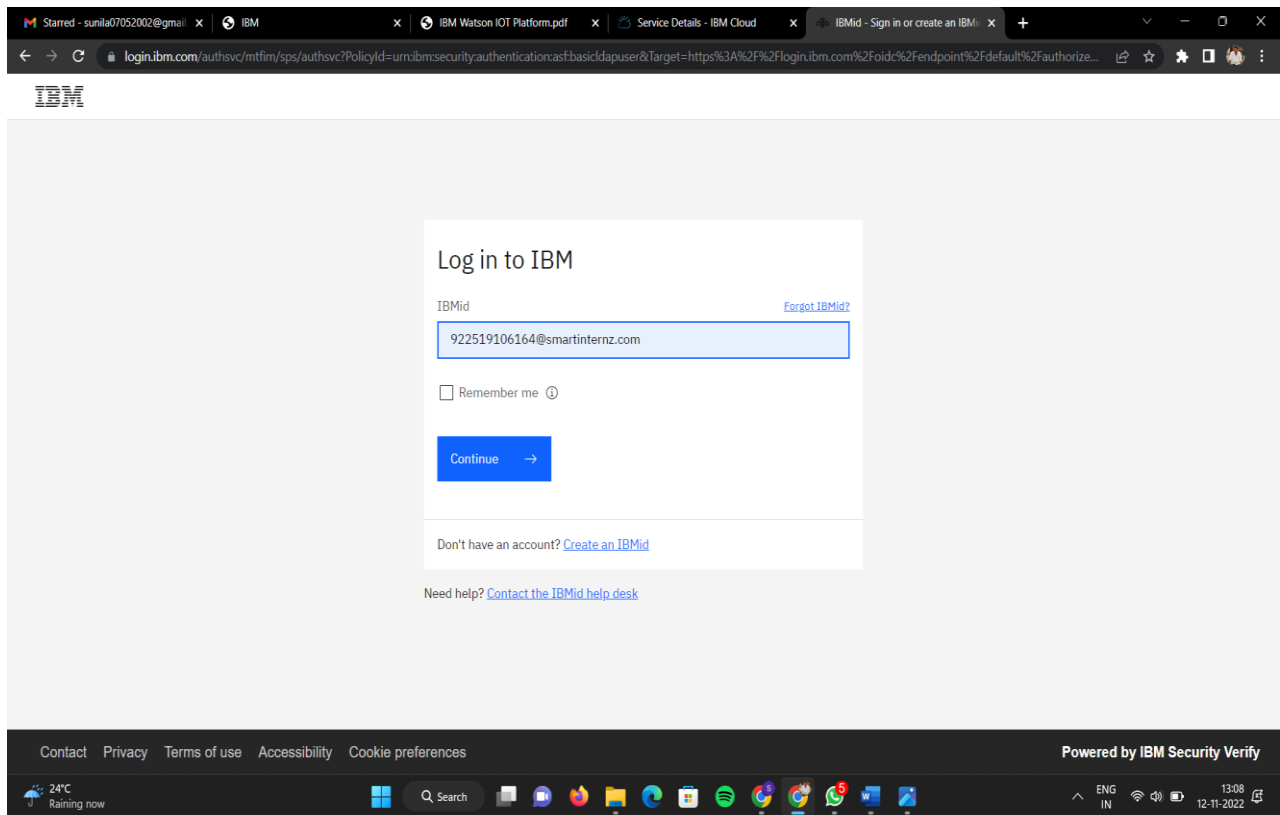 Starred - sunila07052002@gmail
IBM
IBM Watson IOT Platform.pdf
Service Details - IBM Cloud
IBMid - Sign in or create an IBMi
login.ibm.com/authsvc/mtfim/sps/authsvc?PolicyId=urn:ibm:security:authentication:asf:basicldapuser&Target=https%3A%2F%2Flogin.ibm.com%2Foidc%2Fendpoint%2Fdefault%2Fauthorize...
IBM
Log in to IBM
IBMid Forgot IBMid?
922519106164@smartinternz.com
Remember me
Continue →
Don't have an account? Create an IBMid
Need help? Contact the IBMid help desk
Contact Privacy Terms of use Accessibility Cookie preferences Powered by IBM Security Verify
24°C
Raining now
Search
S
5
W
ENG
IN
13:08
12-11-2022